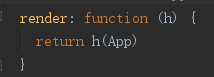 render: function (h) {
  return h(App)
}